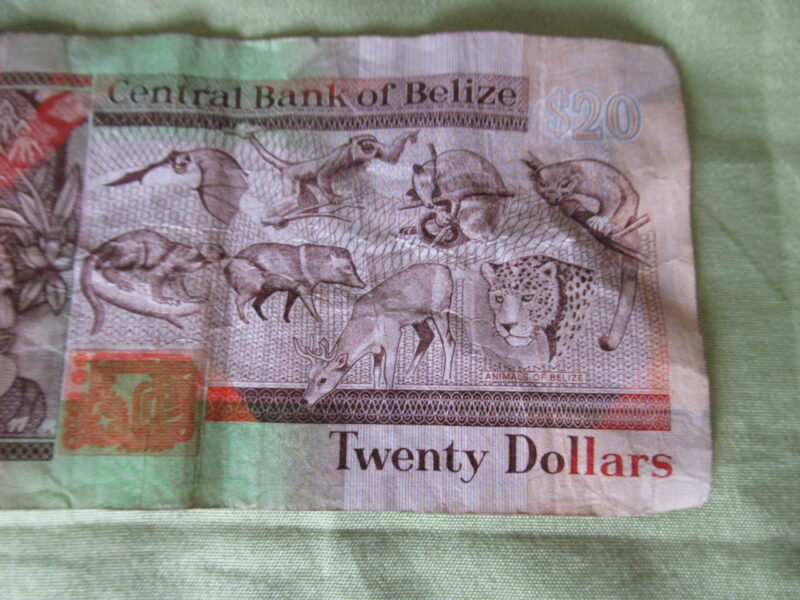 Central Bank of Belize
$20
ANIMALS OF BELIZE
Twenty Dollars